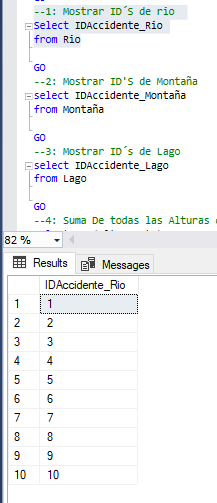 --1: Mostrar ID´S de rio
Select IDAccidente_Rio
from Rio
GO
--2: Mostrar ID'S de Montaña
select IDAccidente_Montaña
from Montaña
GO
--3: Mostrar ID´s de Lago
select IDAccidente_Lago
from Lago
GO
--4: Suma De todas las Alturas
82 %
Results Messages
IDAccidente_Rio
1 1
2 2
3 3
4 4
5 5
6 6
7 7
8 8
9 9
10 10